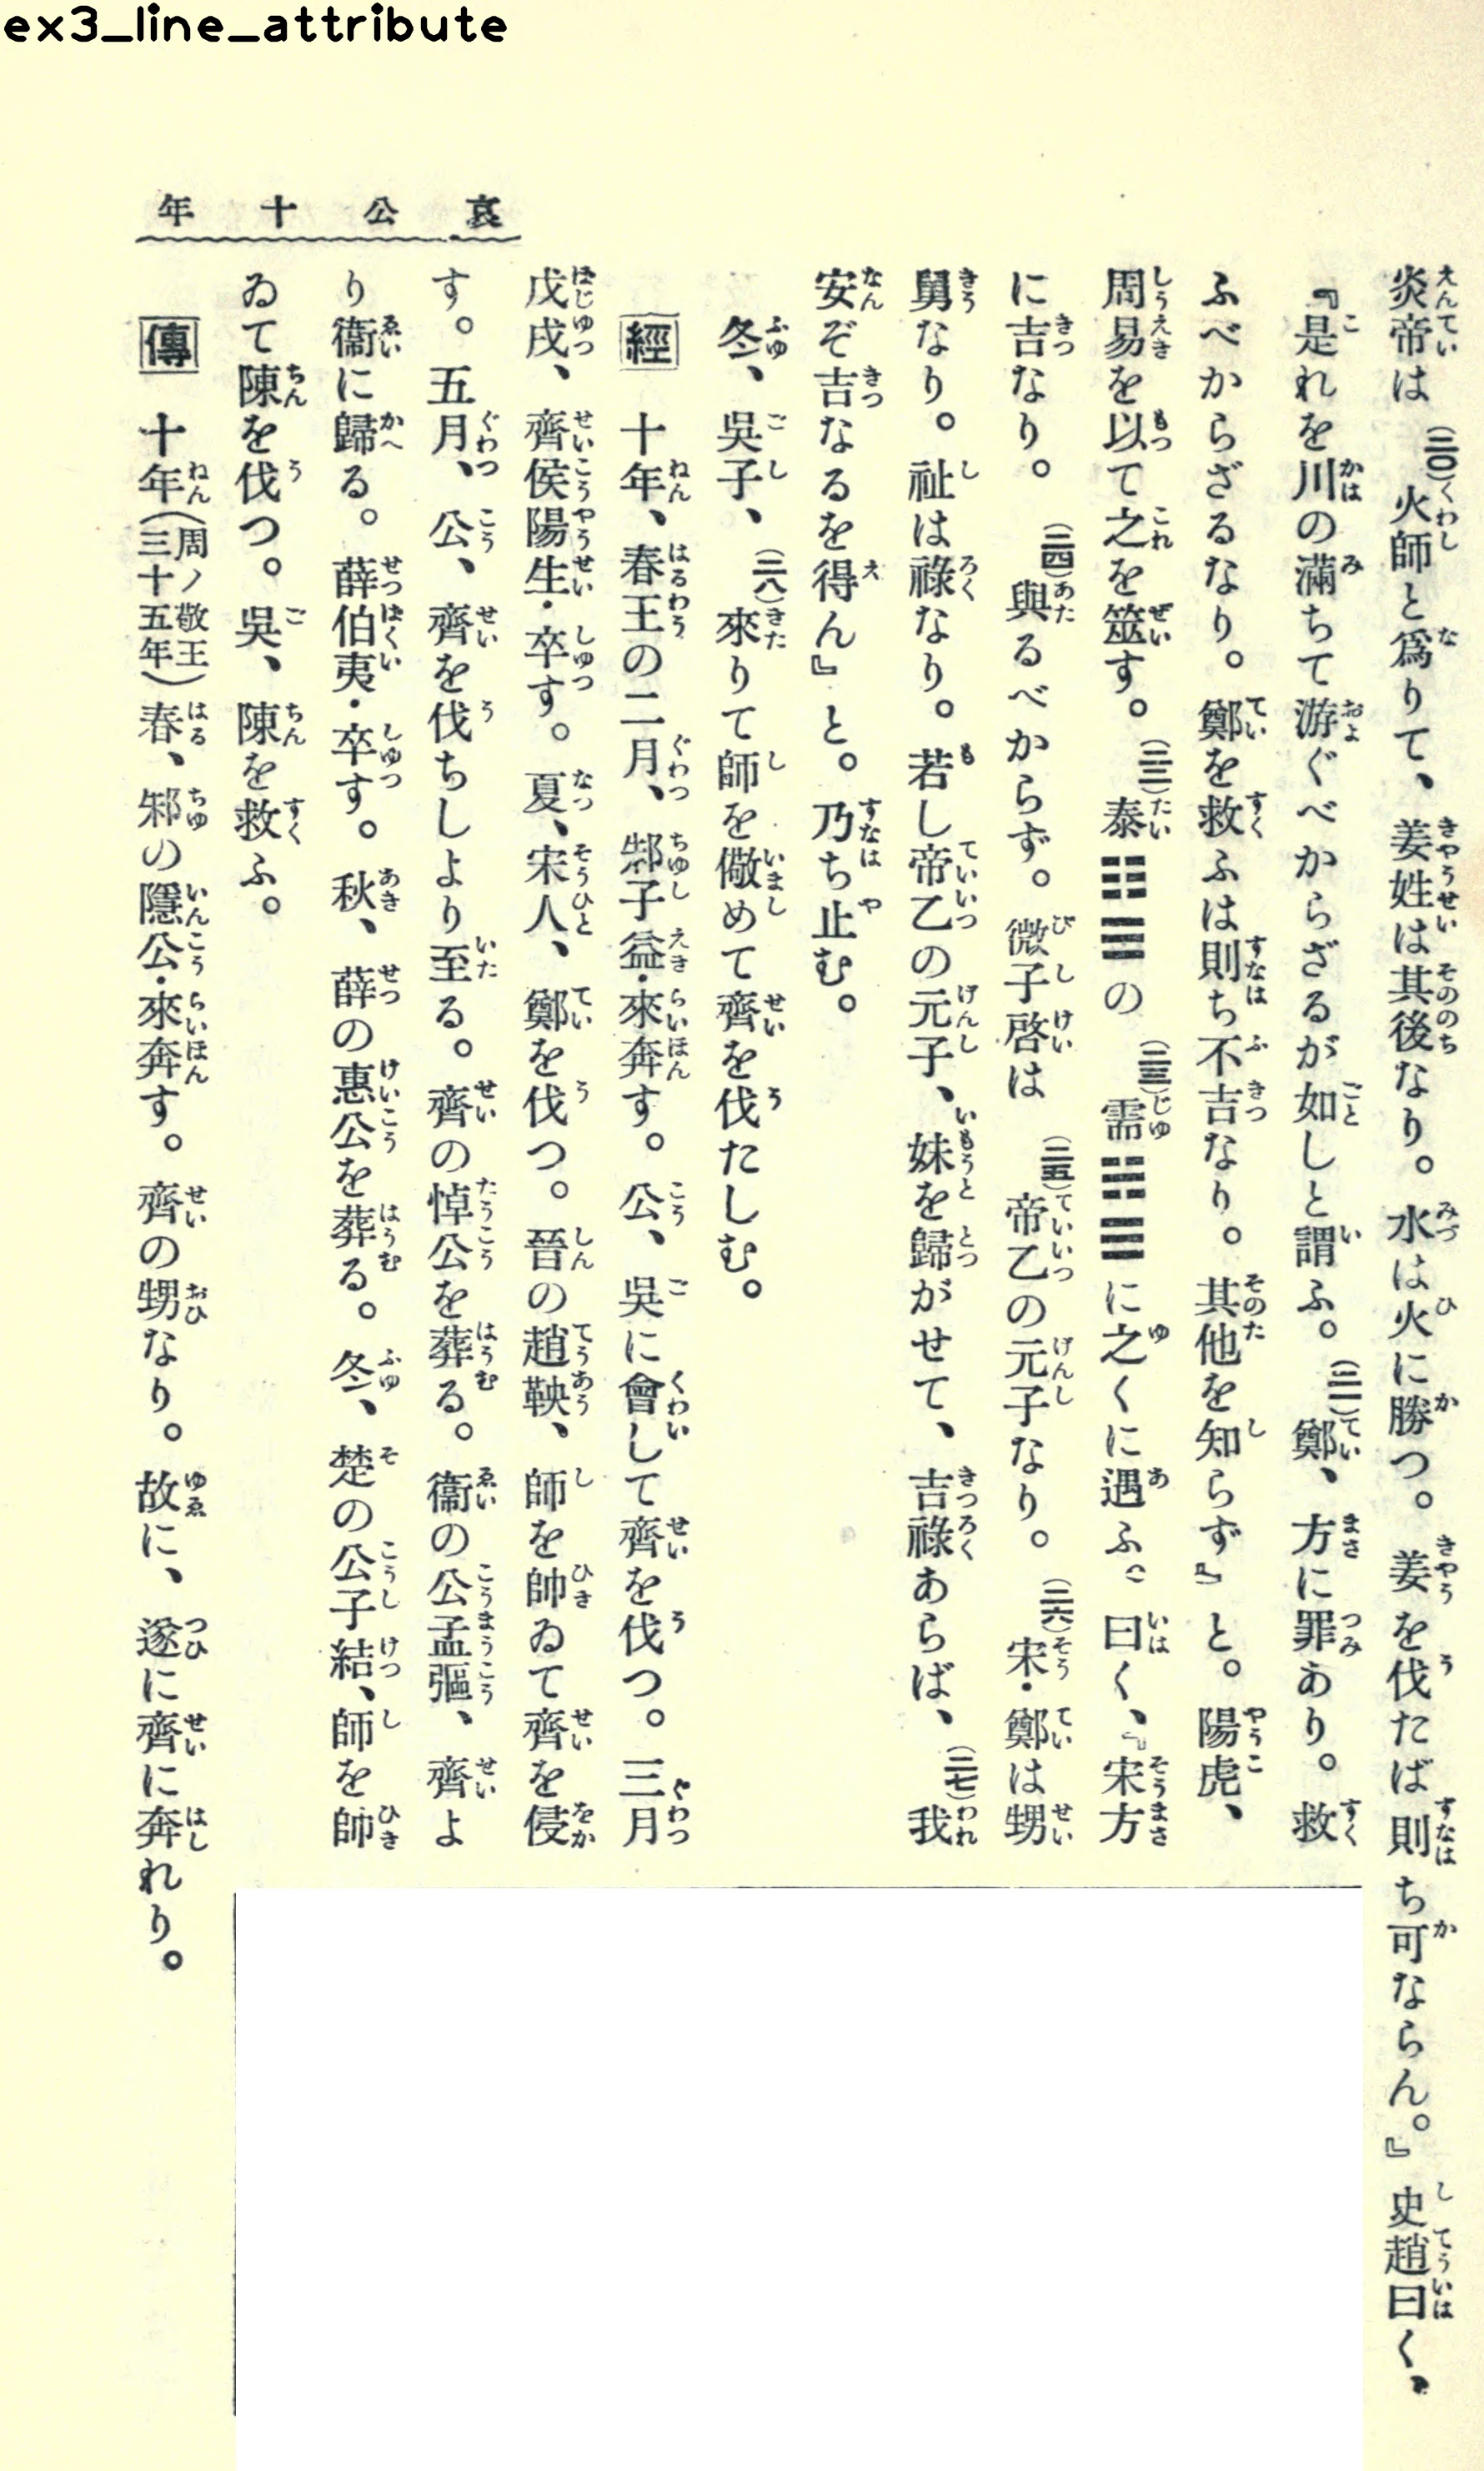 ex3_line_attribute
哀公十年
炎帝は(二〇)火師と爲りて、姜姓は其後なり。水は火に勝つ。姜を伐たば則ち可ならん。』史趙曰く、
『是れを川の滿ちて游ぐべからざるが如しと謂ふ。(二一)鄭、方に罪あり。救
ふべからざるなり。鄭を救ふは則ち不吉なり。其他を知らず』と。陽虎、
周易を以て之を筮す。(二二)泰䷊の(二三)需䷄に之くに遇ふ。曰く、『宋方
に吉なり。(二四)與るべからず。微子啓は(二五)帝乙の元子なり。(二六)宋・鄭は甥
舅なり。祉は祿なり。若し帝乙の元子、妹を歸がせて、吉祿あらば、(二七)我
安ぞ吉なるを得ん』と。乃ち止む。
冬、吳子、(二八)來りて師を儆めて齊を伐たしむ。
經 十年、春王の二月、邾子益・來奔す。公、吳に會して齊を伐つ。三月
戊戌、齊侯陽生・卒す。夏、宋人、鄭を伐つ。晉の趙鞅、師を帥ゐて齊を侵
す。五月、公、齊を伐ちしより至る。齊の悼公を葬る。衞の公孟彄、齊よ
り衞に歸る。薛伯夷・卒す。秋、薛の惠公を葬る。冬、楚の公子結、師を帥
ゐて陳を伐つ。吳、陳を救ふ。
傳 十年(周ノ敬王三十五年)春、邾の隱公・來奔す。齊の甥なり。故に、遂に齊に奔れり。